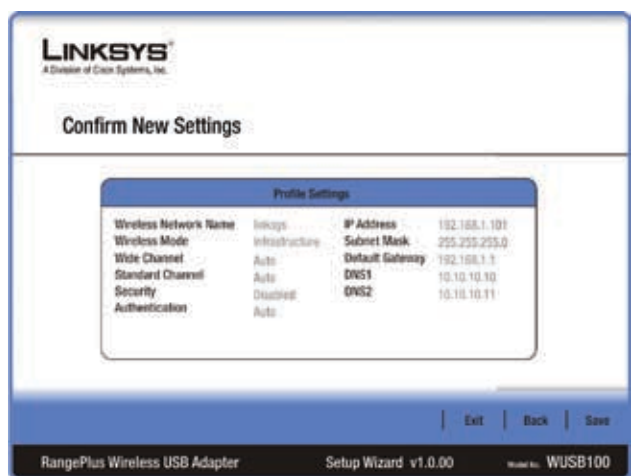 LINKSYS®
A Division of Cisco Systems, Inc.
Confirm New Settings
Profile Settings
Wireless Network Name linksys
Wireless Mode Infrastructure
Wide Channel Auto
Standard Channel Auto
Security Disabled
Authentication Auto
IP Address 192.168.1.101
Subnet Mask 255.255.255.0
Default Gateway 192.168.1.1
DNS1 10.10.10.10
DNS2 10.10.10.11
Exit | Back | Save
RangePlus Wireless USB Adapter Setup Wizard v1.0.00 Model No. WUSB100